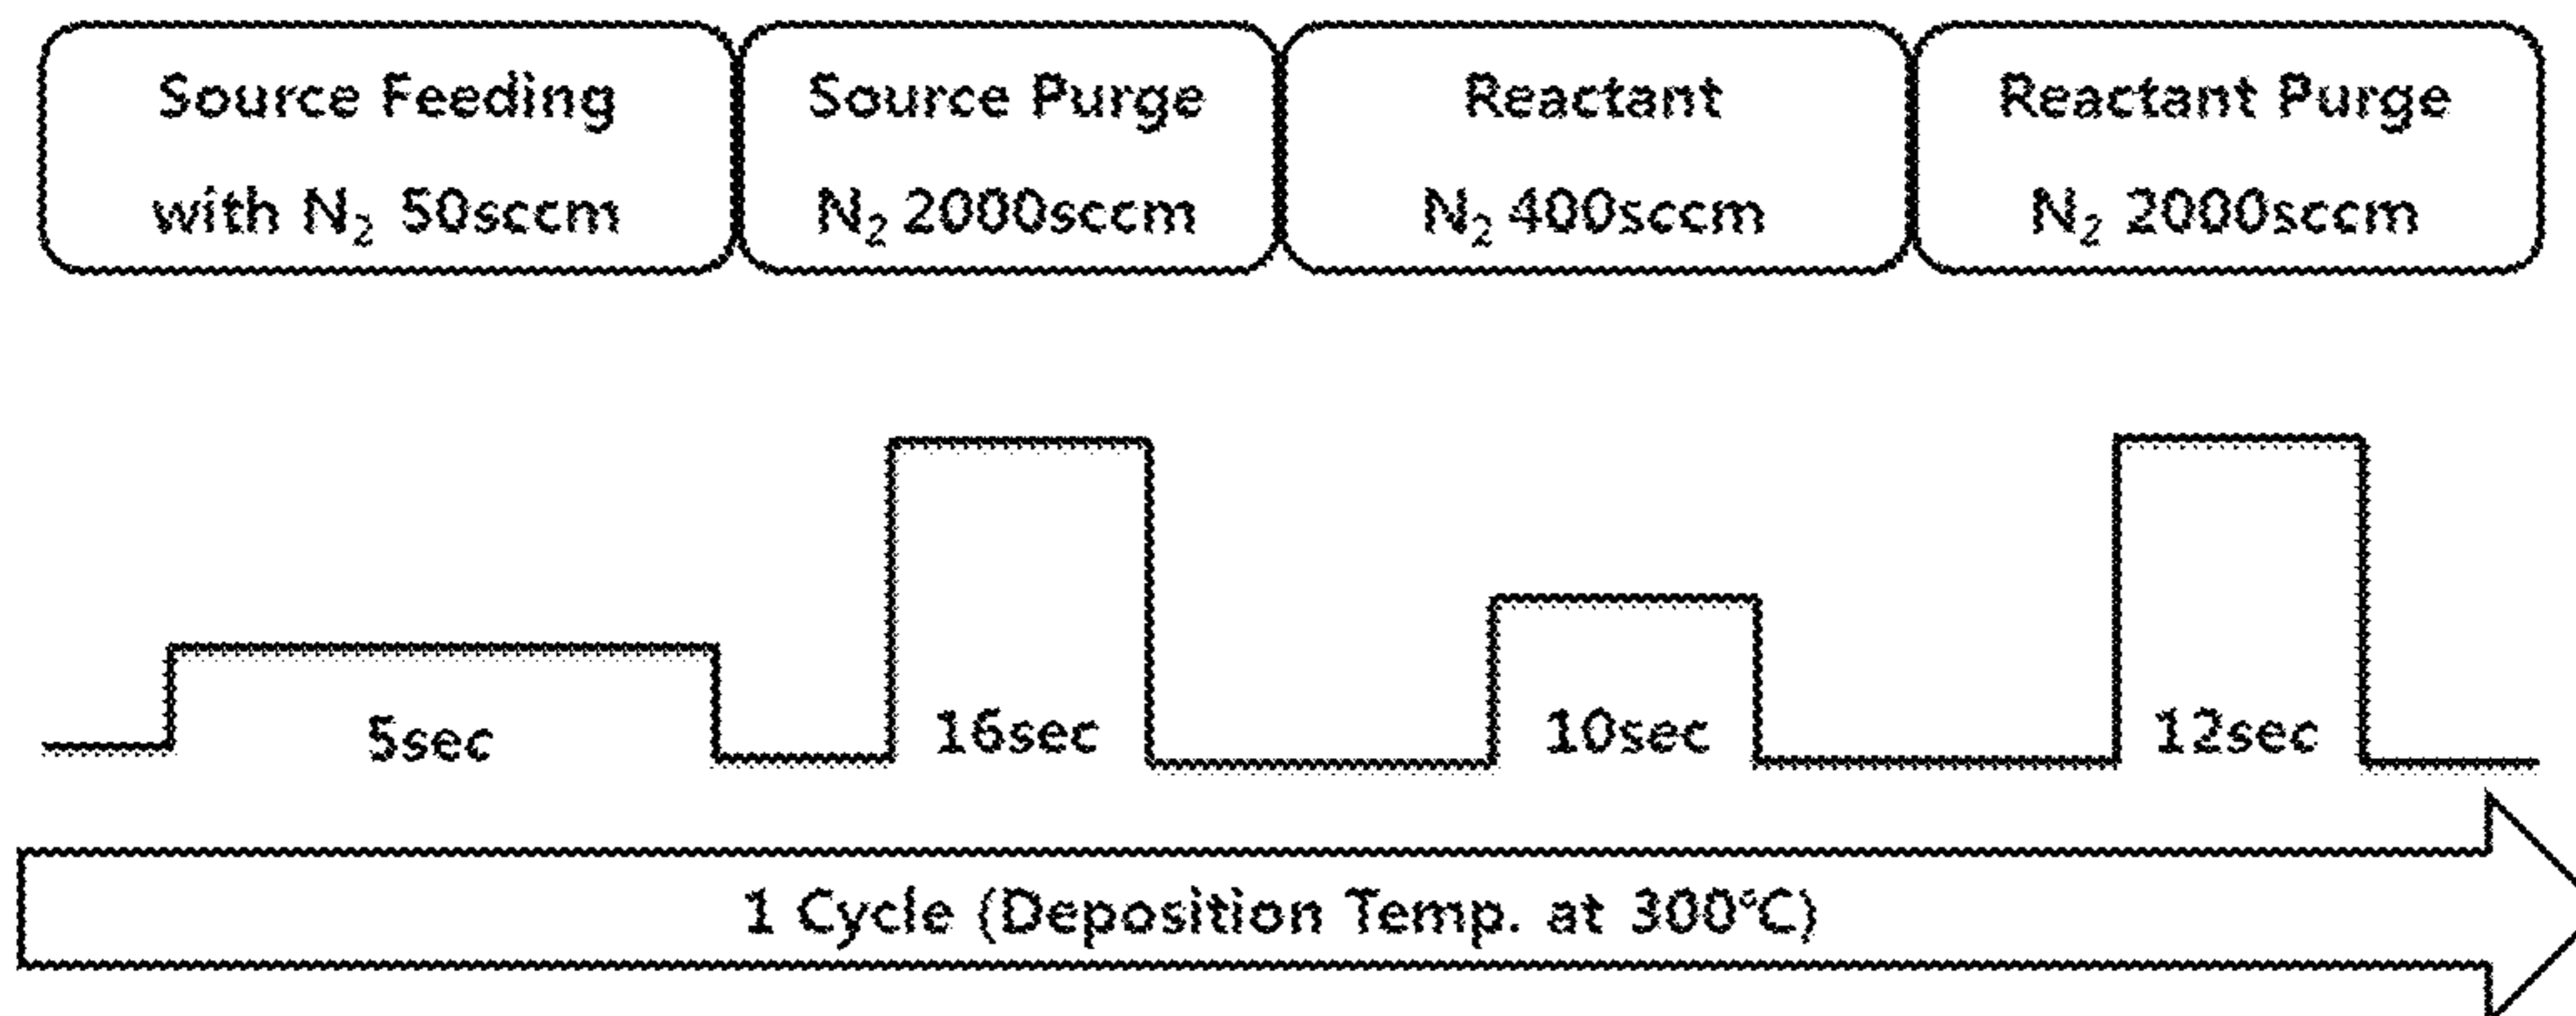 Source Feeding
with N₂ 50sccm
Source Purge
N₂ 2000sccm
Reactant
N₂ 400sccm
Reactant Purge
N₂ 2000sccm
5sec
16sec
10sec
12sec
1 Cycle (Deposition Temp. at 300°C)